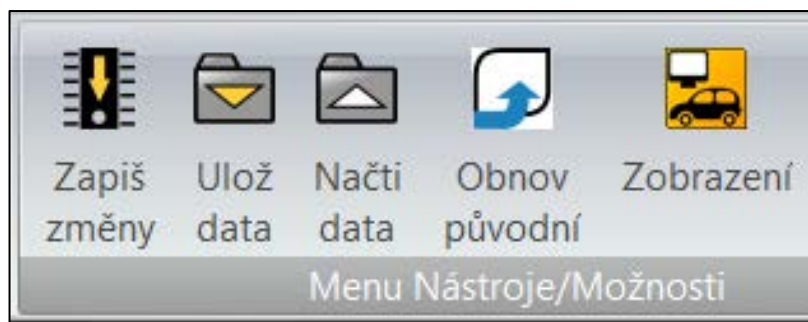 Zapiš
změny
Ulož
data
Načti
data
Obnov
původní
Zobrazení
Menu Nástroje/Možnosti